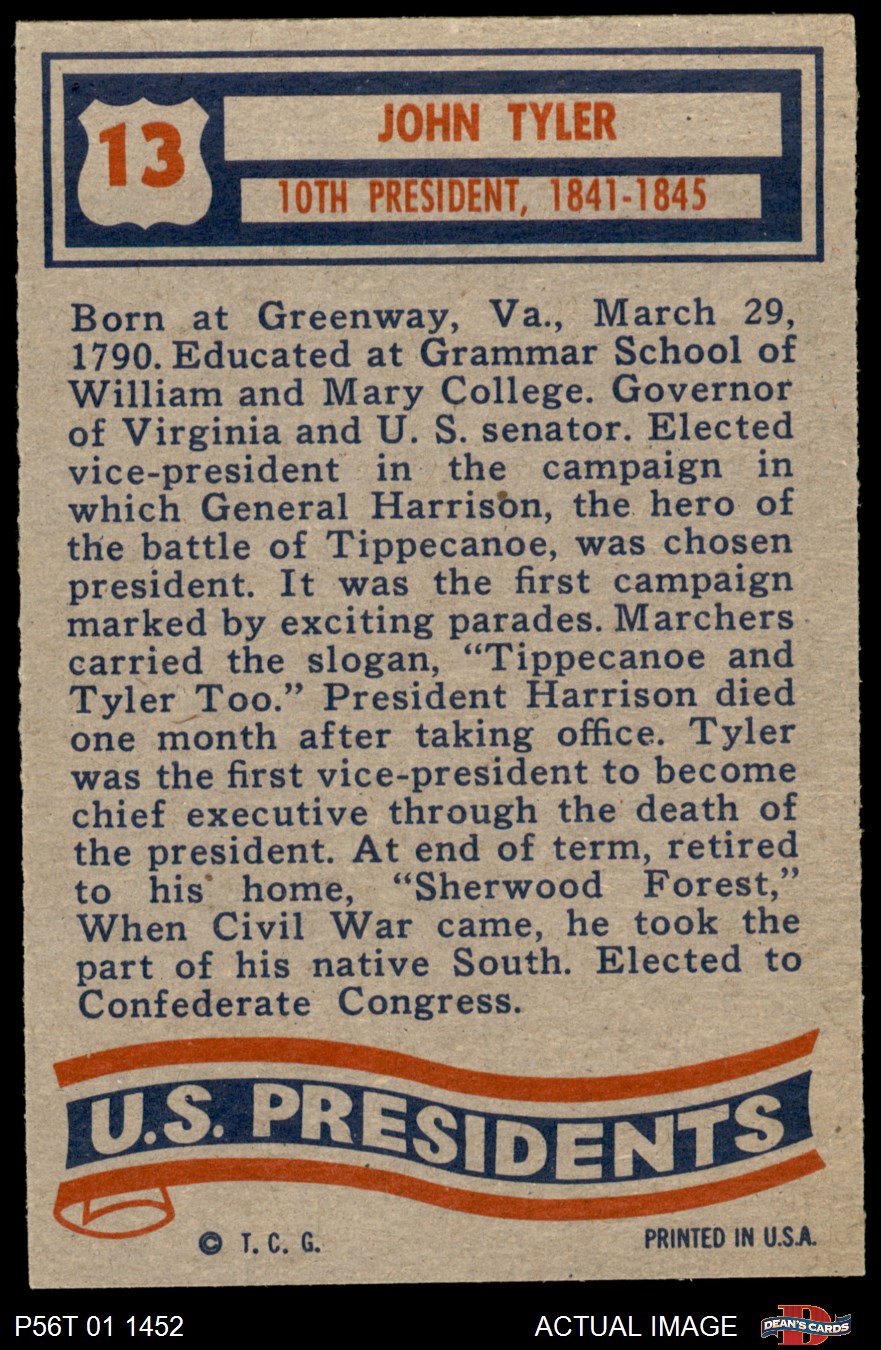 13
JOHN TYLER
10TH PRESIDENT, 1841-1845
Born at Greenway, Va., March 29,
1790. Educated at Grammar School of
William and Mary College. Governor
of Virginia and U. S. senator. Elected
vice-president in the campaign in
which General Harrison, the hero of
the battle of Tippecanoe, was chosen
president. It was the first campaign
marked by exciting parades. Marchers
carried the slogan, “Tippecanoe and
Tyler Too.” President Harrison died
one month after taking office. Tyler
was the first vice-president to become
chief executive through the death of
the president. At end of term, retired
to his home, “Sherwood Forest,”
When Civil War came, he took the
part of his native South. Elected to
Confederate Congress.
U.S. PRESIDENTS
© T. C. G.
PRINTED IN U.S.A.
P56T 01 1452
ACTUAL IMAGE
D
DEAN'S CARDS